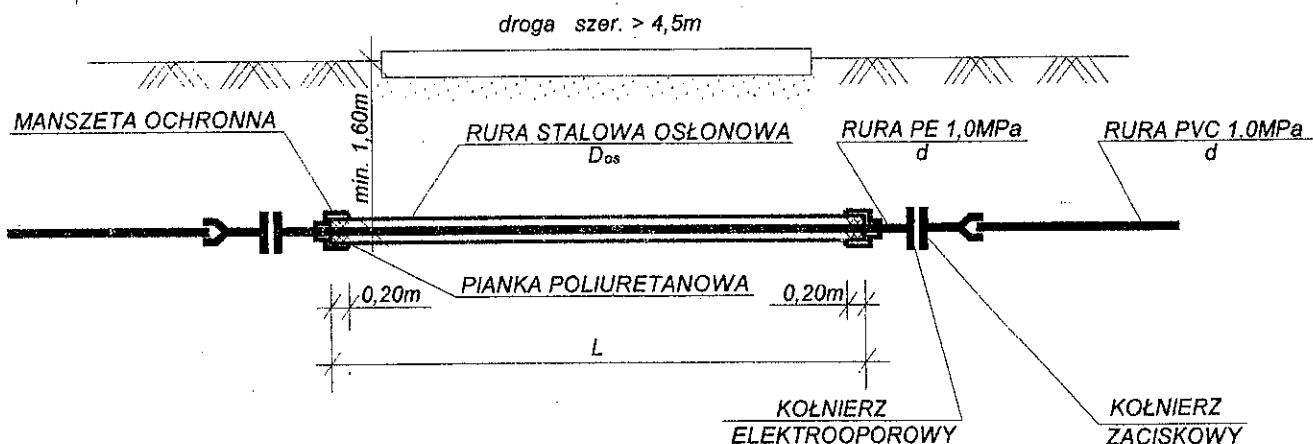 droga szer. > 4,5m
MANSZETA OCHRONNA
min. 1,60m
RURA STALOWA OSŁONOWA
Dos
RURA PE 1,0MPa
d
RURA PVC 1.0MPa
d
PIANKA POLIURETANOWA
0,20m
0,20m
L
KOŁNIERZ
ELEKTROOPOROWY
KOŁNIERZ
ZACISKOWY